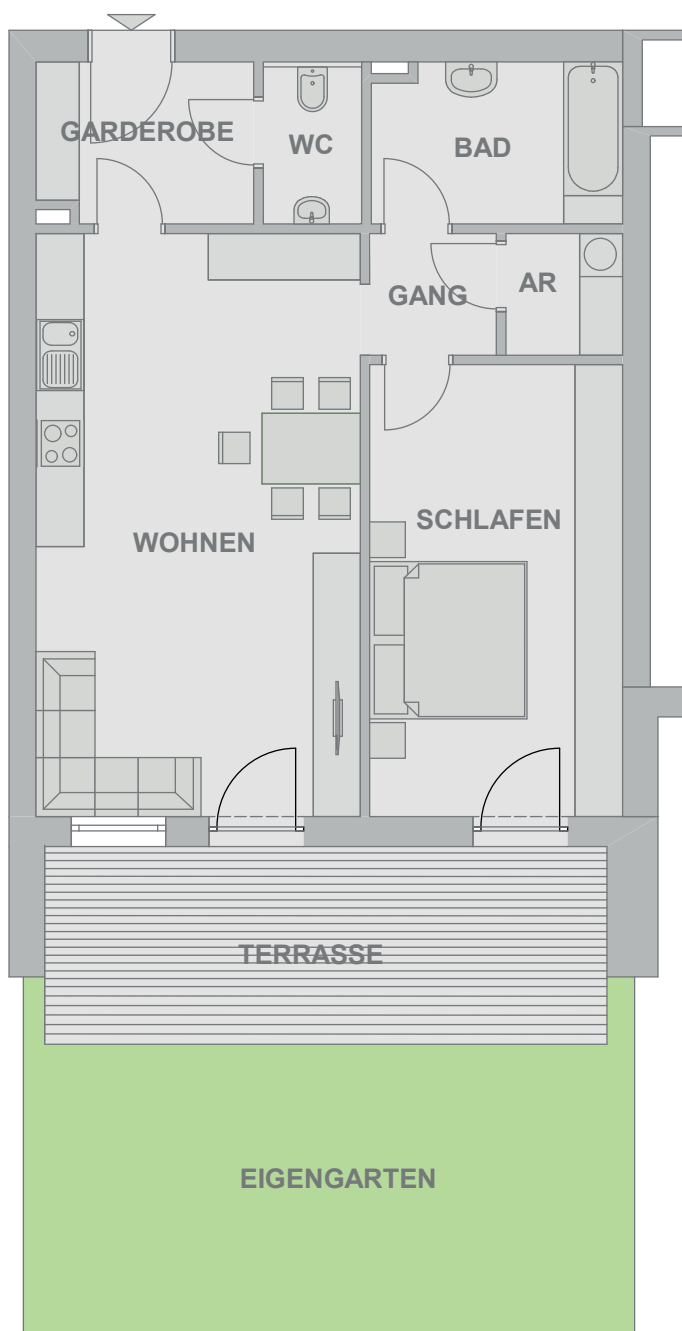 GARDEROBE
WC
BAD
GANG
AR
SCHLAFEN
WOHNEN
TERRASSE
EIGENGARTEN